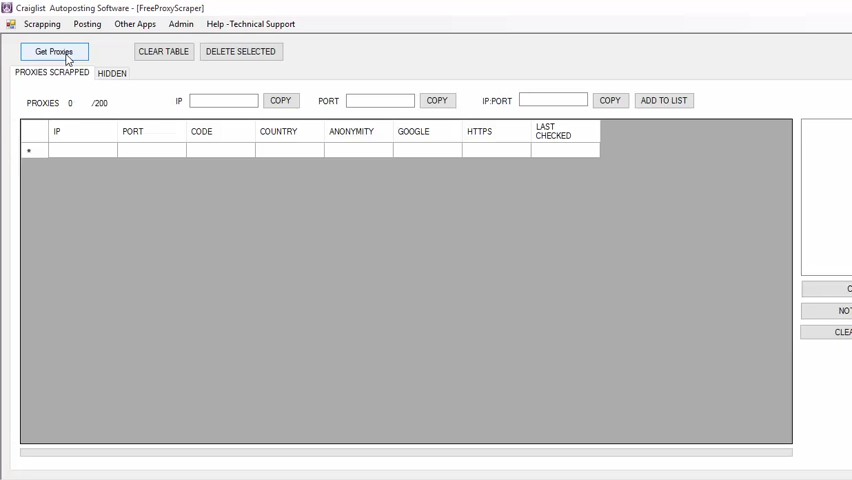 Craiglist Autoposting Software - [FreeProxyScraper]
Scrapping Posting Other Apps Admin Help -Technical Support
Get Proxies CLEAR TABLE DELETE SELECTED
PROXIES SCRAPPED HIDDEN
PROXIES 0 /200 IP COPY PORT COPY IP:PORT COPY ADD TO LIST
IP PORT CODE COUNTRY ANONYMITY GOOGLE HTTPS LAST CHECKED
*
NOT